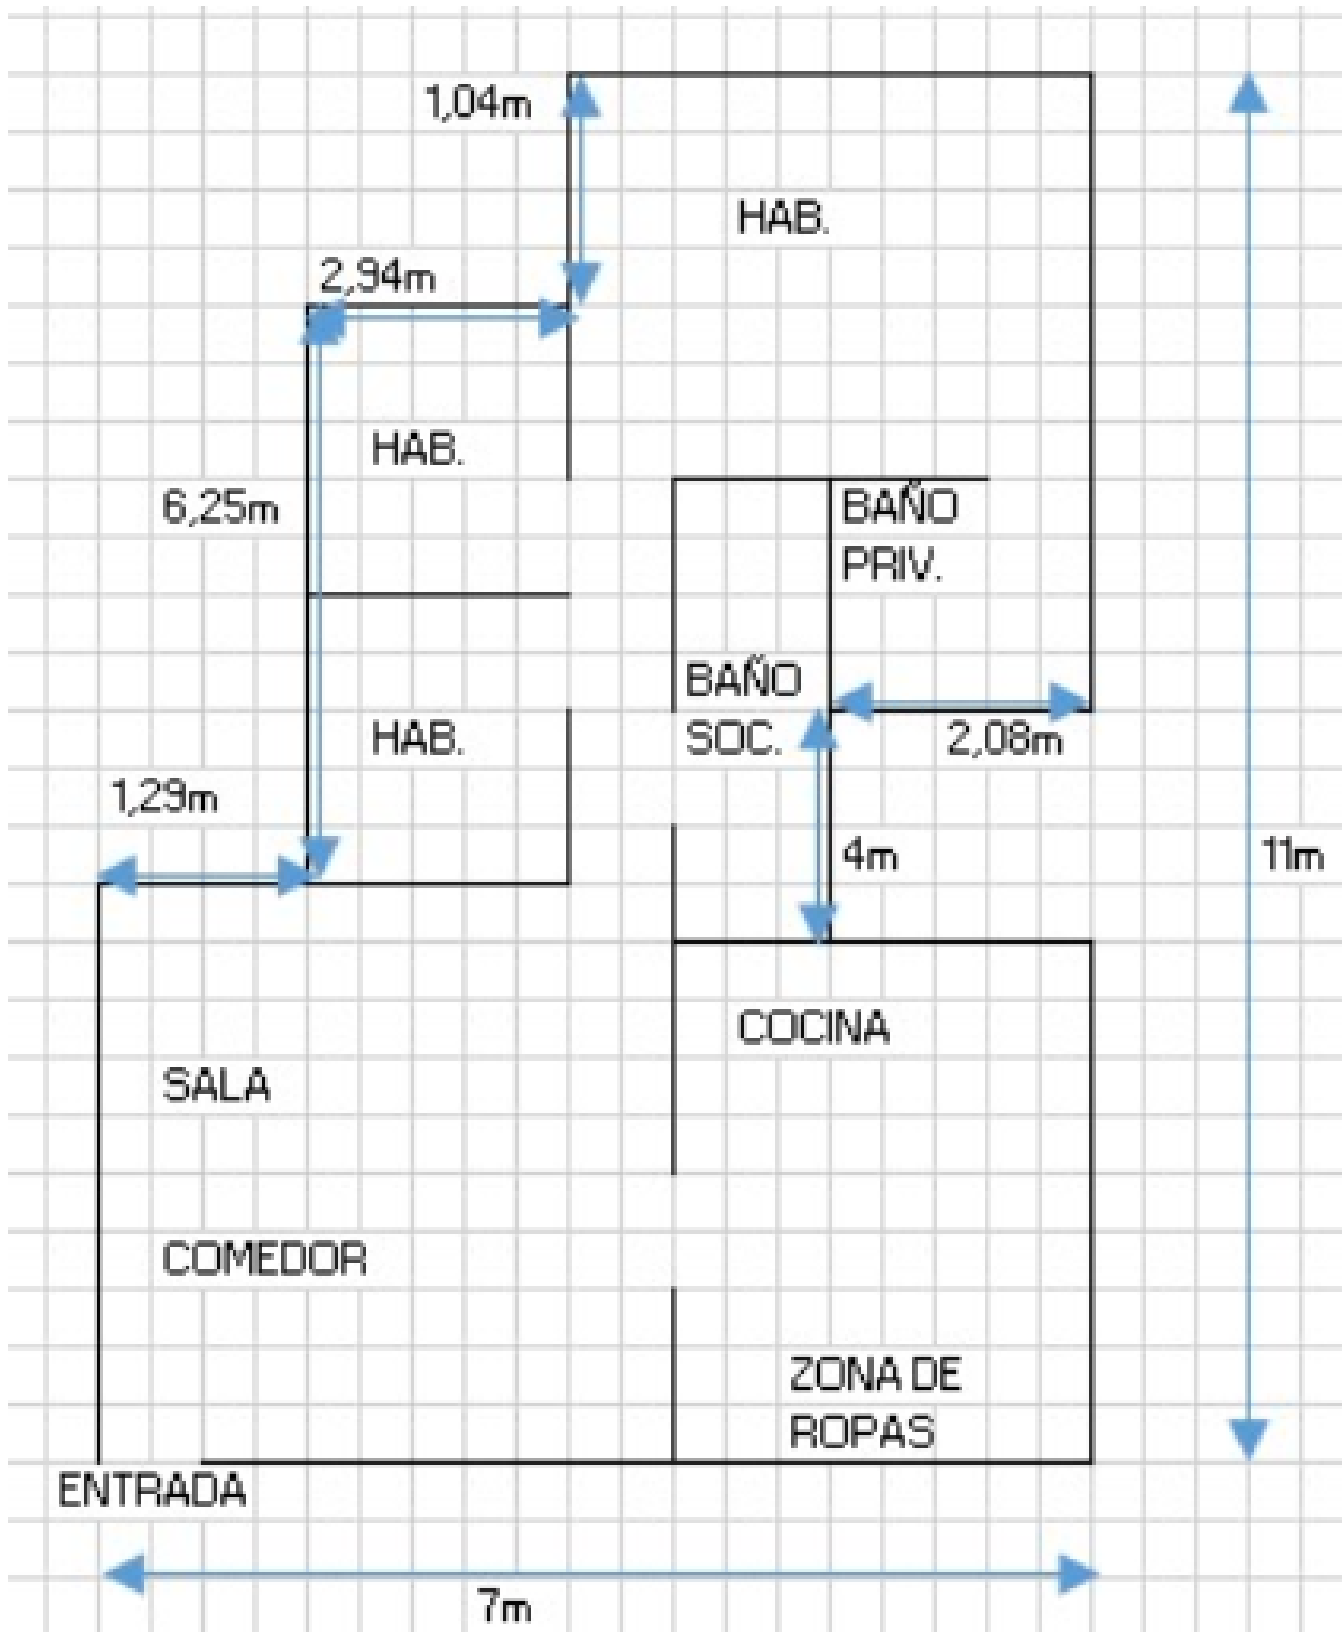 1,04m
HAB.
2,94m
HAB.
6,25m
BAÑO
PRIV.
BAÑO
SOC.
HAB.
2,08m
1,29m
4m
11m
COCINA
SALA
COMEDOR
ZONA DE
ROPAS
ENTRADA
7m